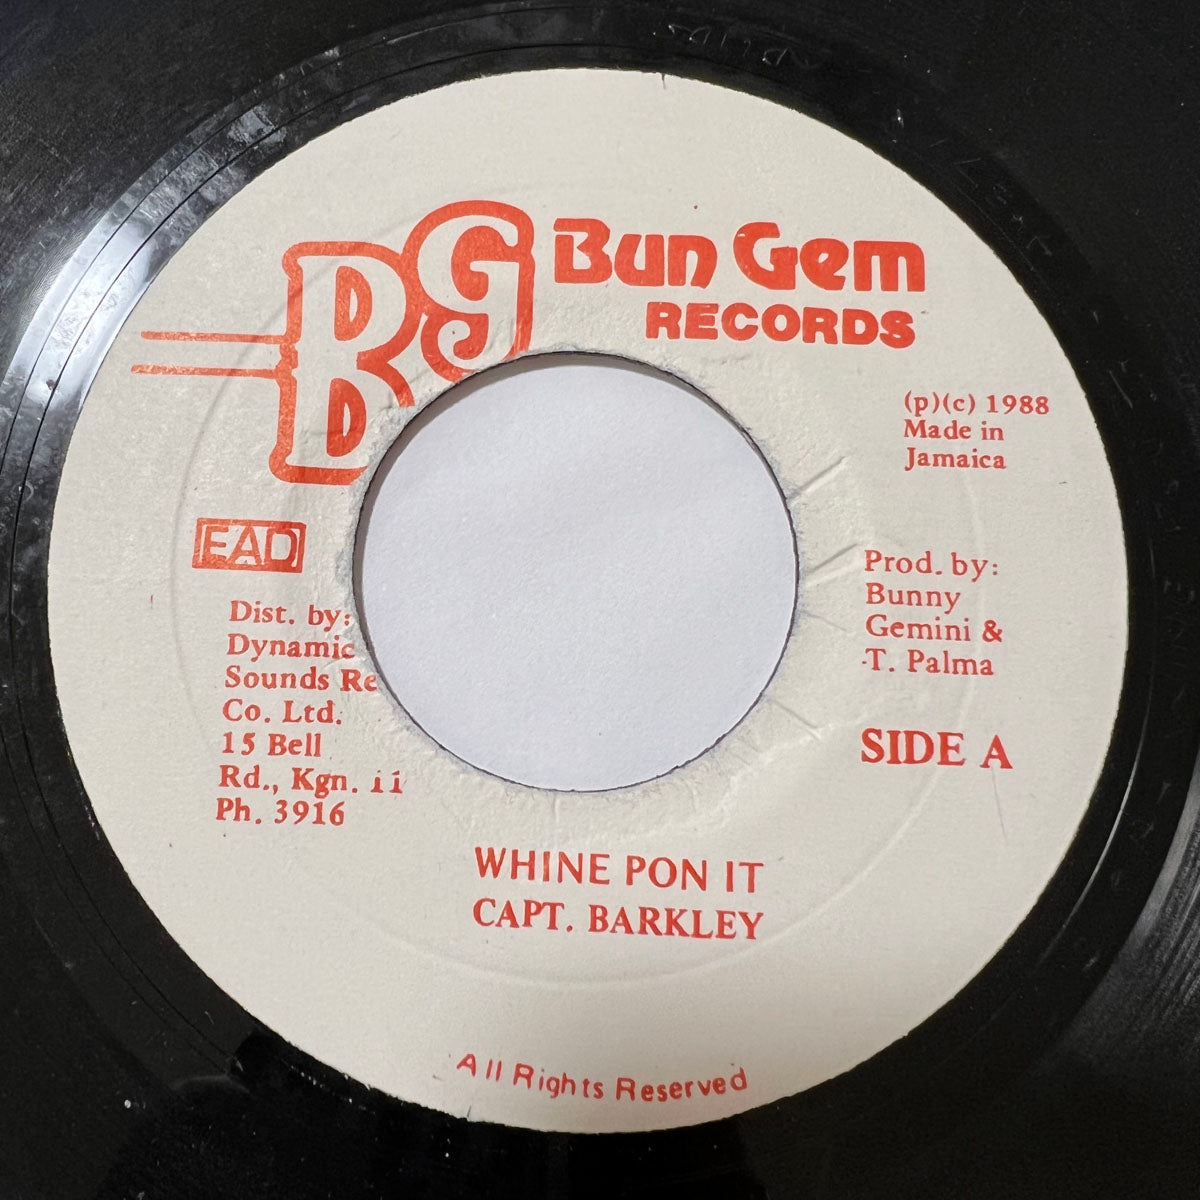 BG Bun Gem
RECORDS
(p)(c) 1988
Made in
Jamaica
EAD
Dist. by:
Dynamic
Sounds Re
Co. Ltd.
15 Bell
Rd., Kgn. 11
Ph. 3916
Prod. by:
Bunny
Gemini &
T. Palma
SIDE A
WHINE PON IT
CAPT. BARKLEY
All Rights Reserved